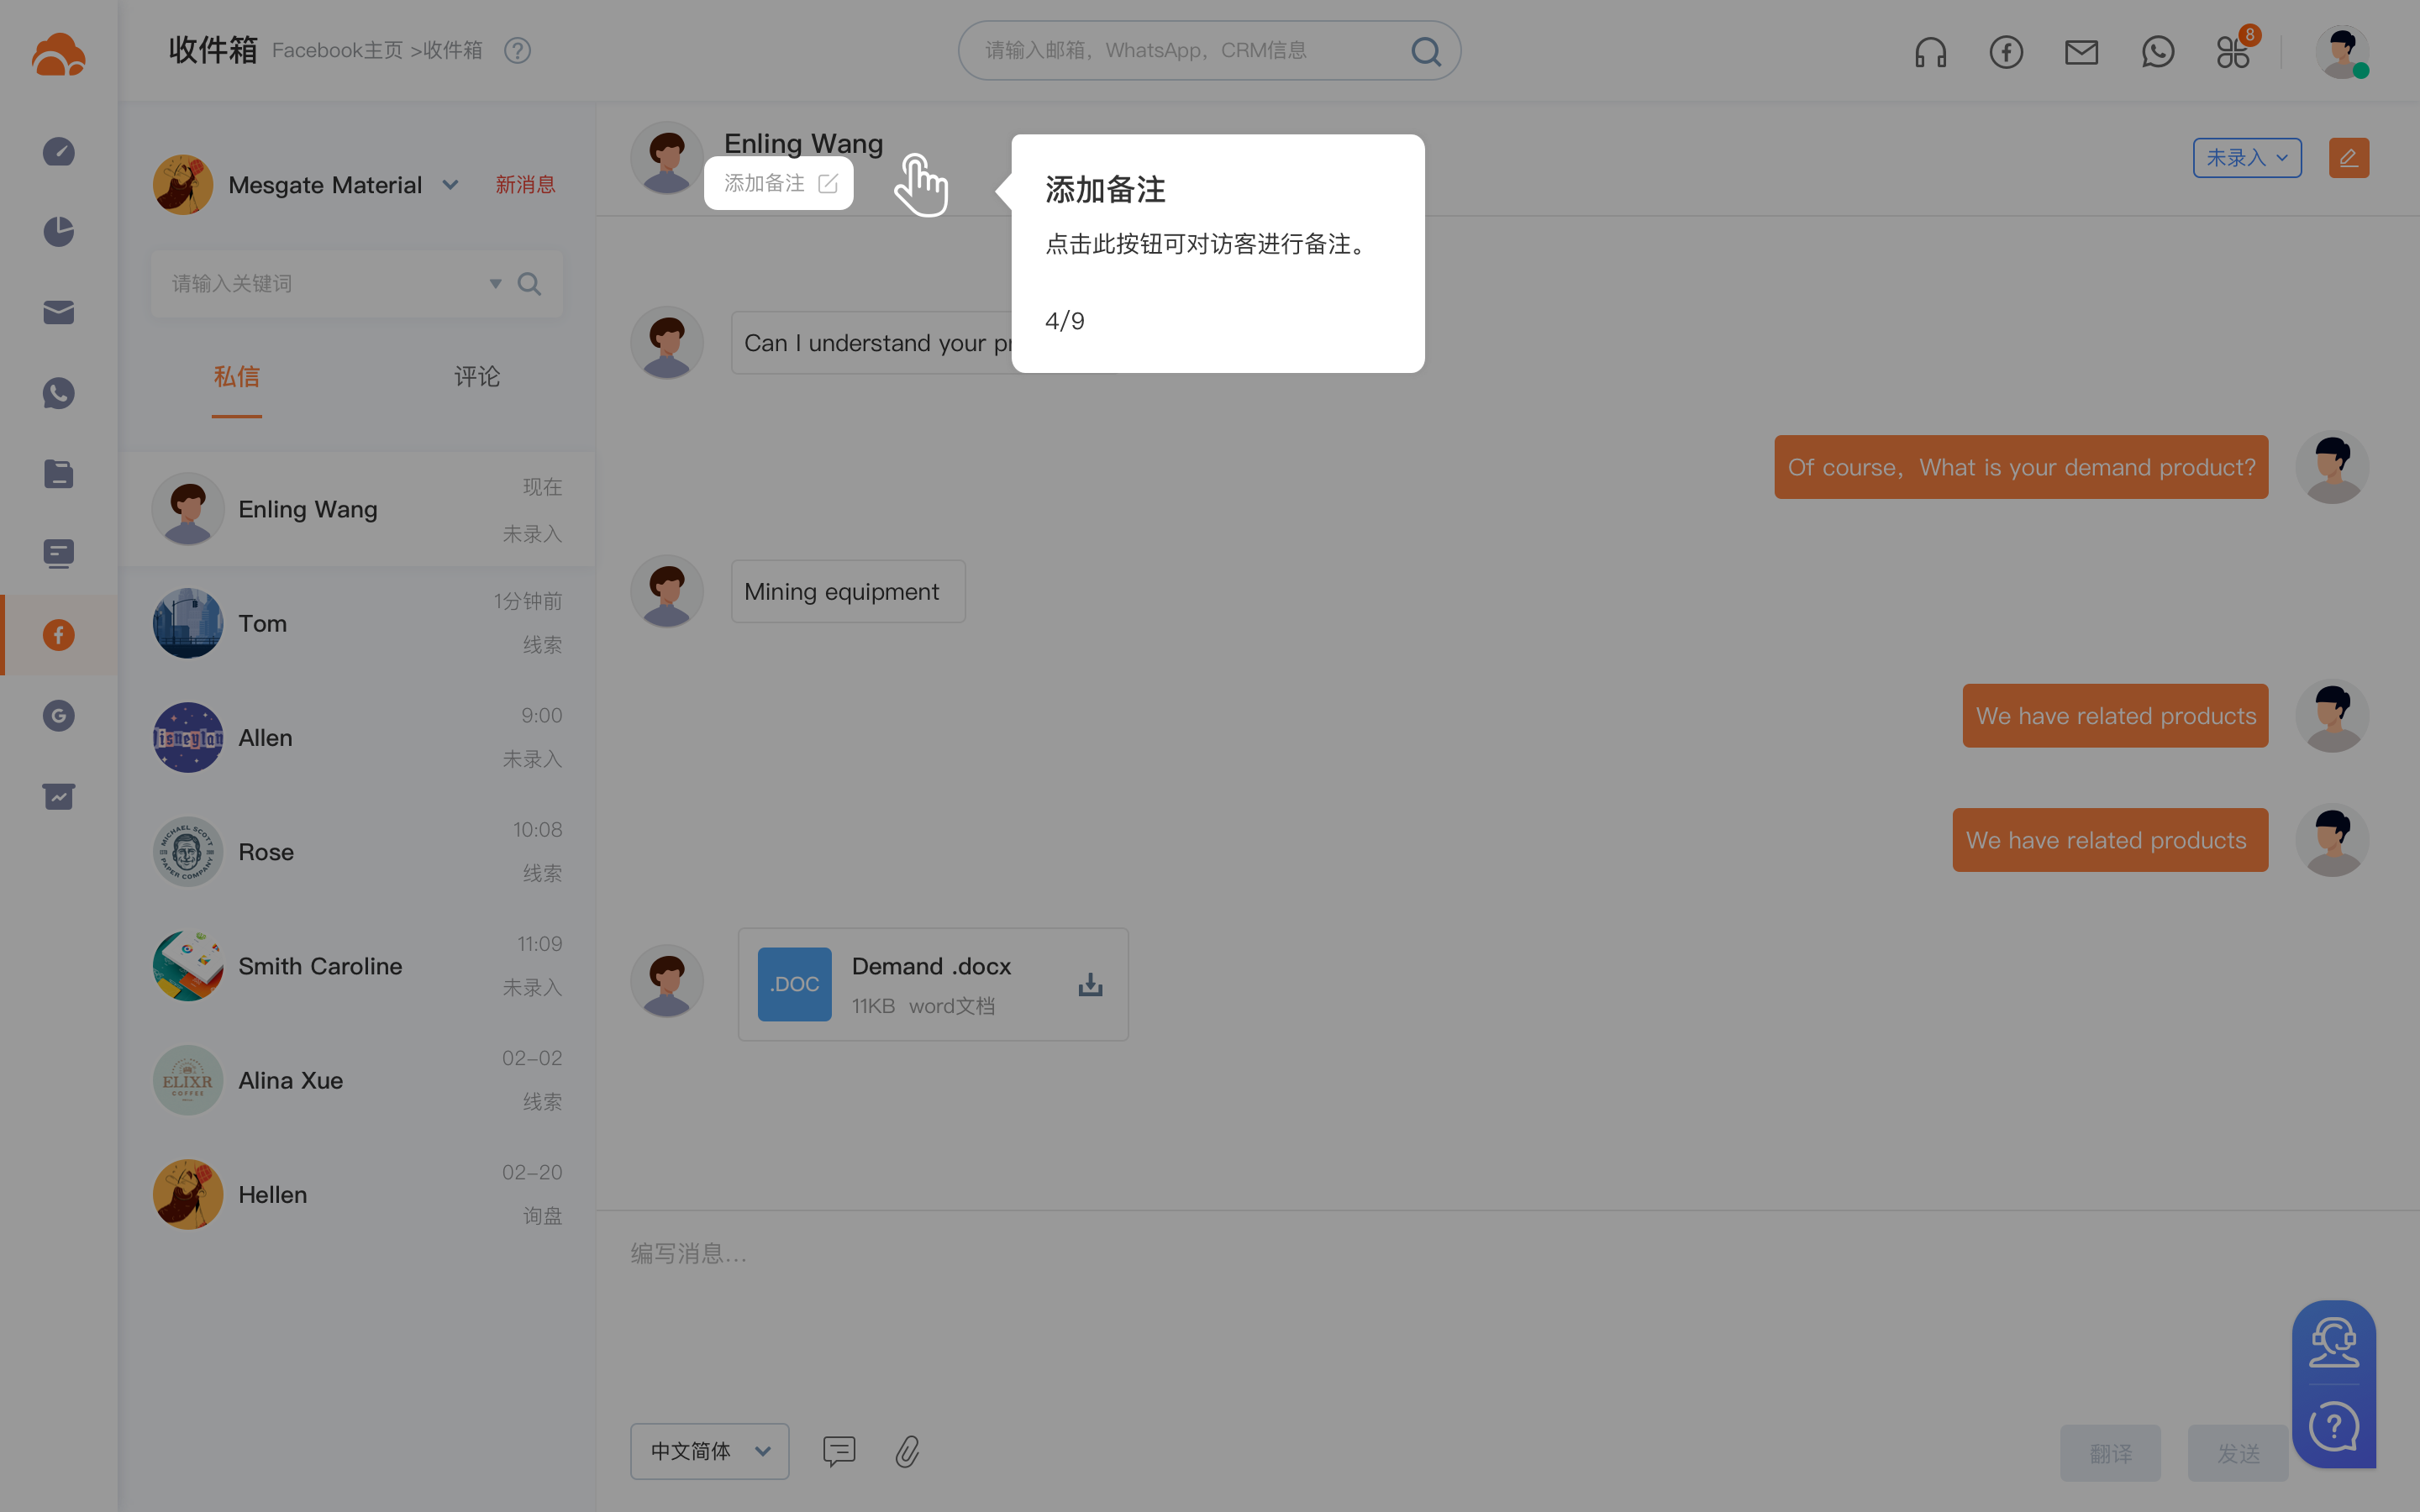 收件箱 Facebook主页 >收件箱
请输入邮箱，WhatsApp，CRM信息
8
Mesgate Material 新消息
请输入关键词
私信 评论
Enling Wang 现在
未录入
Tom 1分钟前
线索
Allen 9:00
未录入
Rose 10:08
线索
MICHAEL SCOTT
PAPER COMPANY
Smith Caroline 11:09
未录入
Alina Xue 02-02
线索
ELIXR
COFFEE
Hellen 02-20
询盘
Enling Wang
添加备注
未录入
添加备注
点击此按钮可对访客进行备注。
4/9
Can I understand your pr
Of course，What is your demand product?
Mining equipment
We have related products
We have related products
.DOC
Demand .docx
11KB word文档
编写消息...
中文简体
翻译 发送